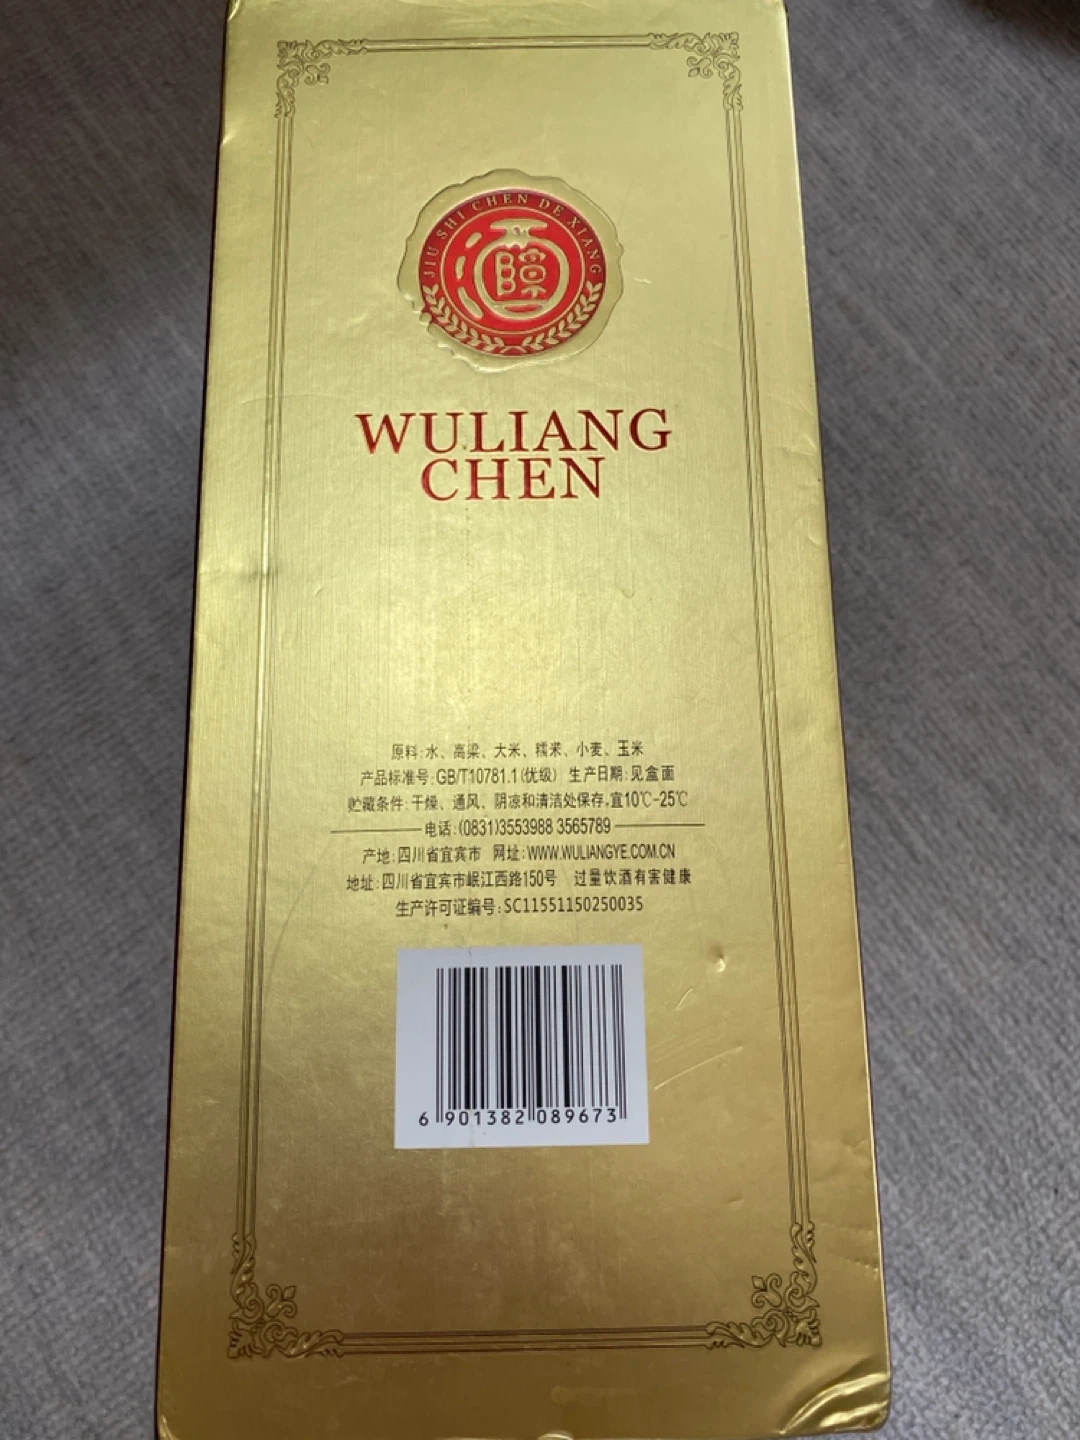 JIU SHI CHEN DE XIANG
WULIANG
CHEN
原料:水、高粱、大米、糯米、小麦、玉米
产品标准号:GB/T10781.1(优级) 生产日期:见盒面
贮藏条件:干燥、通风、阴凉和清洁处保存,宜10℃-25℃
电话:(0831)3553988 3565789
产地:四川省宜宾市 网址:WWW.WULIANGYE.COM.CN
地址:四川省宜宾市岷江西路150号 过量饮酒有害健康
生产许可证编号:SC11551150250035
6 901382 089673